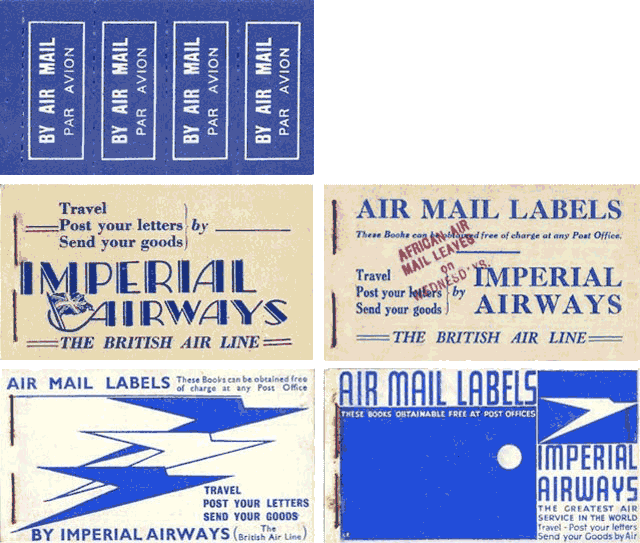 BY AIR MAIL
PAR AVION
BY AIR MAIL
PAR AVION
BY AIR MAIL
PAR AVION
BY AIR MAIL
PAR AVION
Travel
Post your letters by
Send your goods
IMPERIAL
AIRWAYS
THE BRITISH AIR LINE
AIR MAIL LABELS
These Books can be obtained free of charge at any Post Office.
AFRICAN AIR
MAIL LEAVES
on
WEDNESD'YS.
Travel
Post your letters by
Send your goods
IMPERIAL
AIRWAYS
THE BRITISH AIR LINE
AIR MAIL LABELS These Books can be obtained free
of charge at any Post Office
TRAVEL
POST YOUR LETTERS
SEND YOUR GOODS
BY IMPERIAL AIRWAYS (The British Air Line)
AIR MAIL LABELS
THESE BOOKS OBTAINABLE FREE AT POST OFFICES
IMPERIAL
AIRWAYS
THE GREATEST AIR
SERVICE IN THE WORLD
Travel - Post your letters
Send your Goods by Air